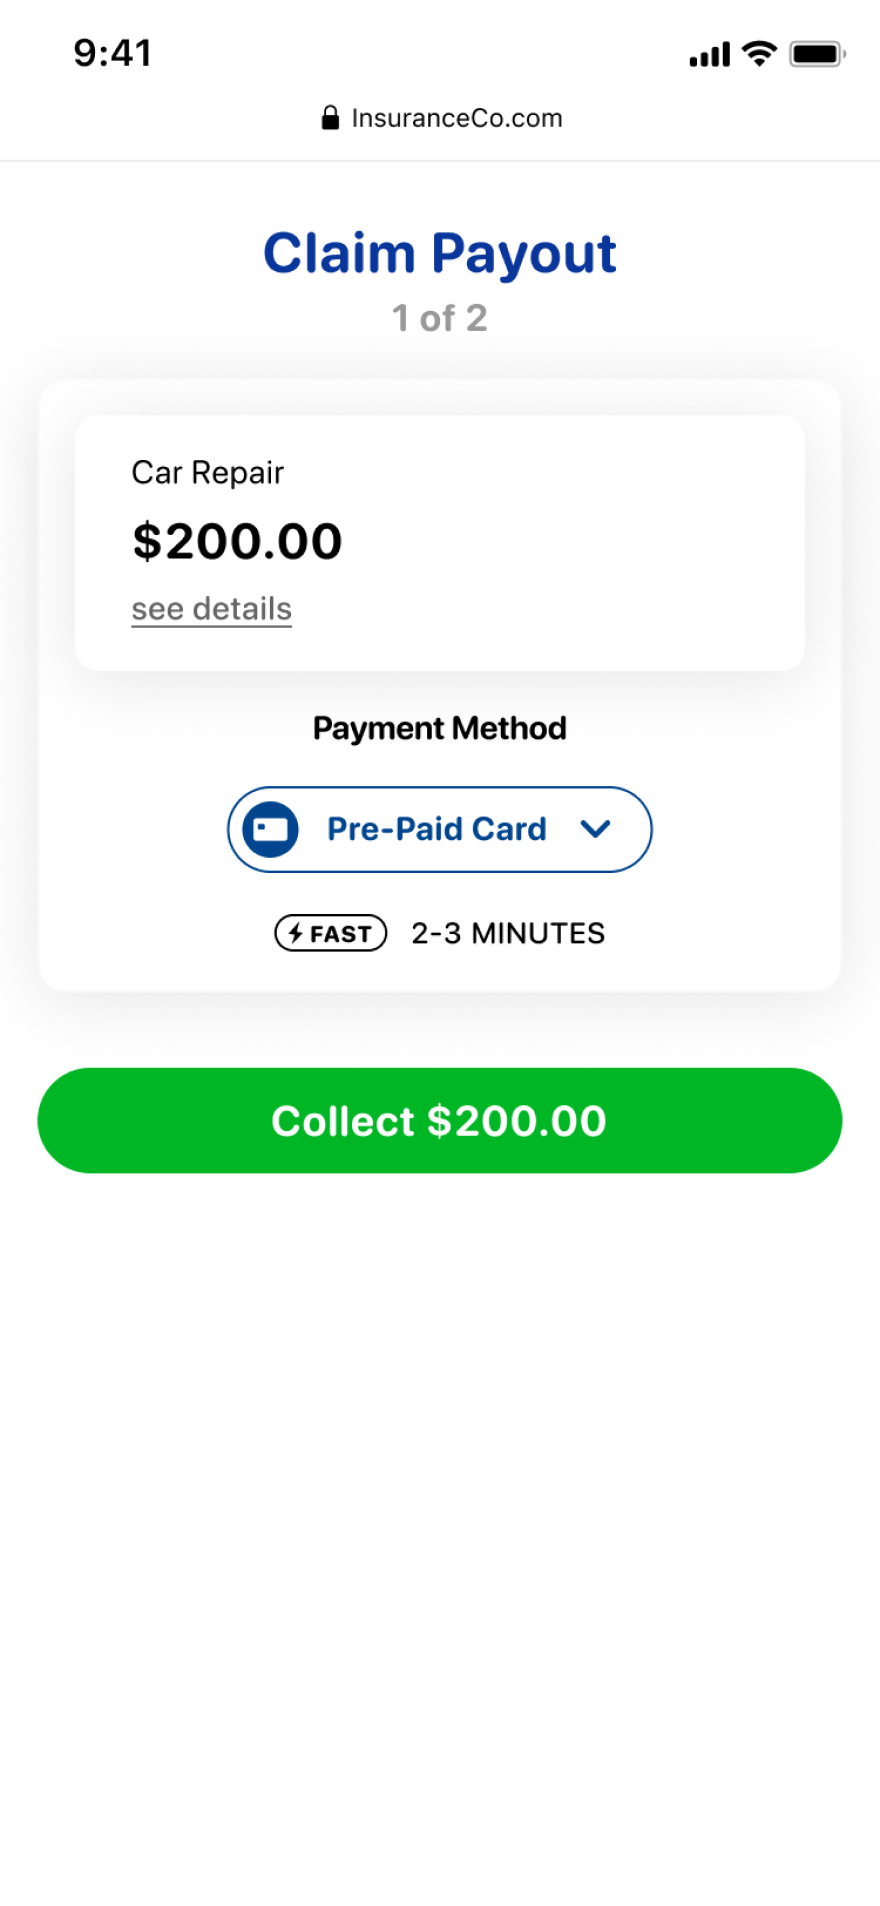 9:41
InsuranceCo.com
Claim Payout
1 of 2
Car Repair
$200.00
see details
Payment Method
Pre-Paid Card
FAST 2-3 MINUTES
Collect $200.00